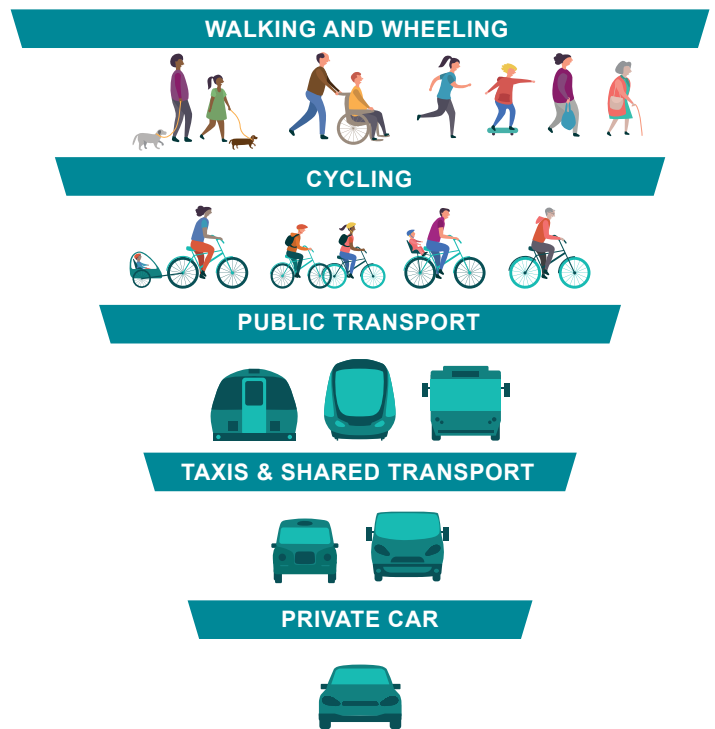 WALKING AND WHEELING
CYCLING
PUBLIC TRANSPORT
TAXIS & SHARED TRANSPORT
PRIVATE CAR